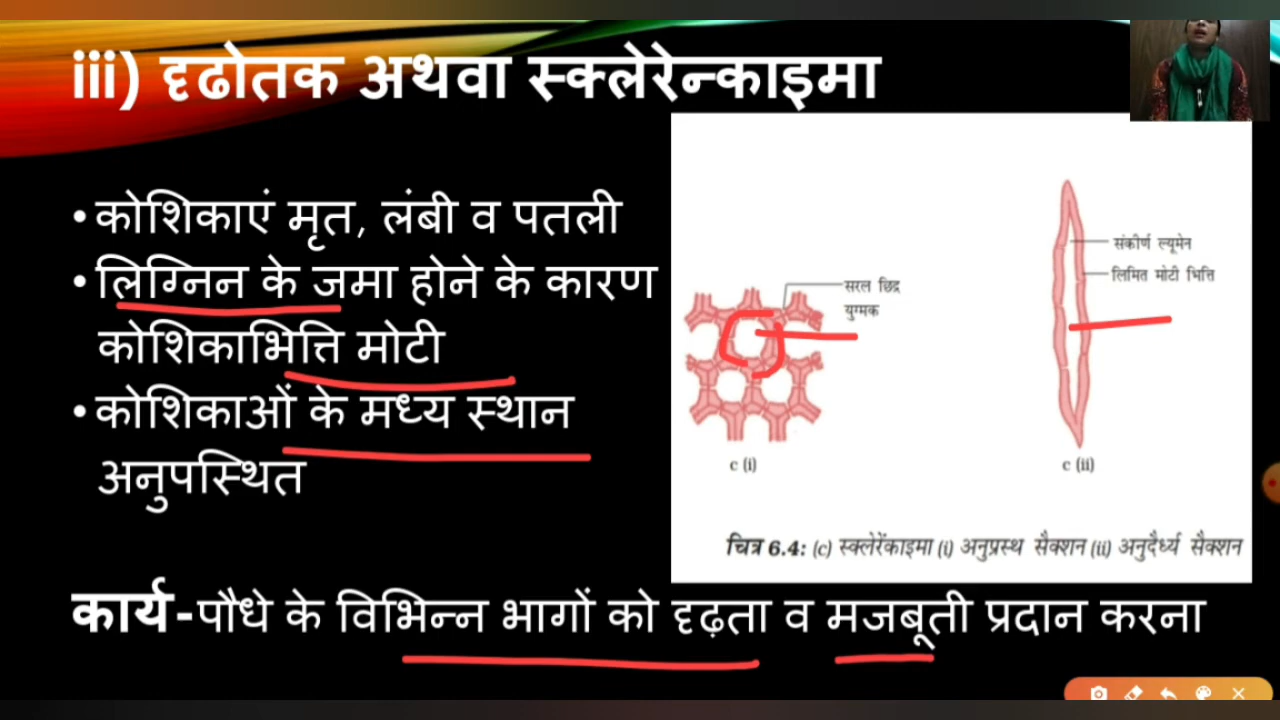 iii) दृढोतक अथवा स्क्लेरेन्काइमा
• कोशिकाएं मृत, लंबी व पतली
• लिग्निन के जमा होने के कारण
कोशिकाभित्ति मोटी
• कोशिकाओं के मध्य स्थान
अनुपस्थित
सरल छिद्र
युग्मक
संकीर्ण ल्यूमेन
लिमित मोटी भित्ति
c (i)
c (ii)
चित्र 6.4: (c) स्क्लेरेंकाइमा (i) अनुप्रस्थ सैक्शन (ii) अनुदैर्ध्य सैक्शन
कार्य-पौधे के विभिन्न भागों को दृढ़ता व मजबूती प्रदान करना